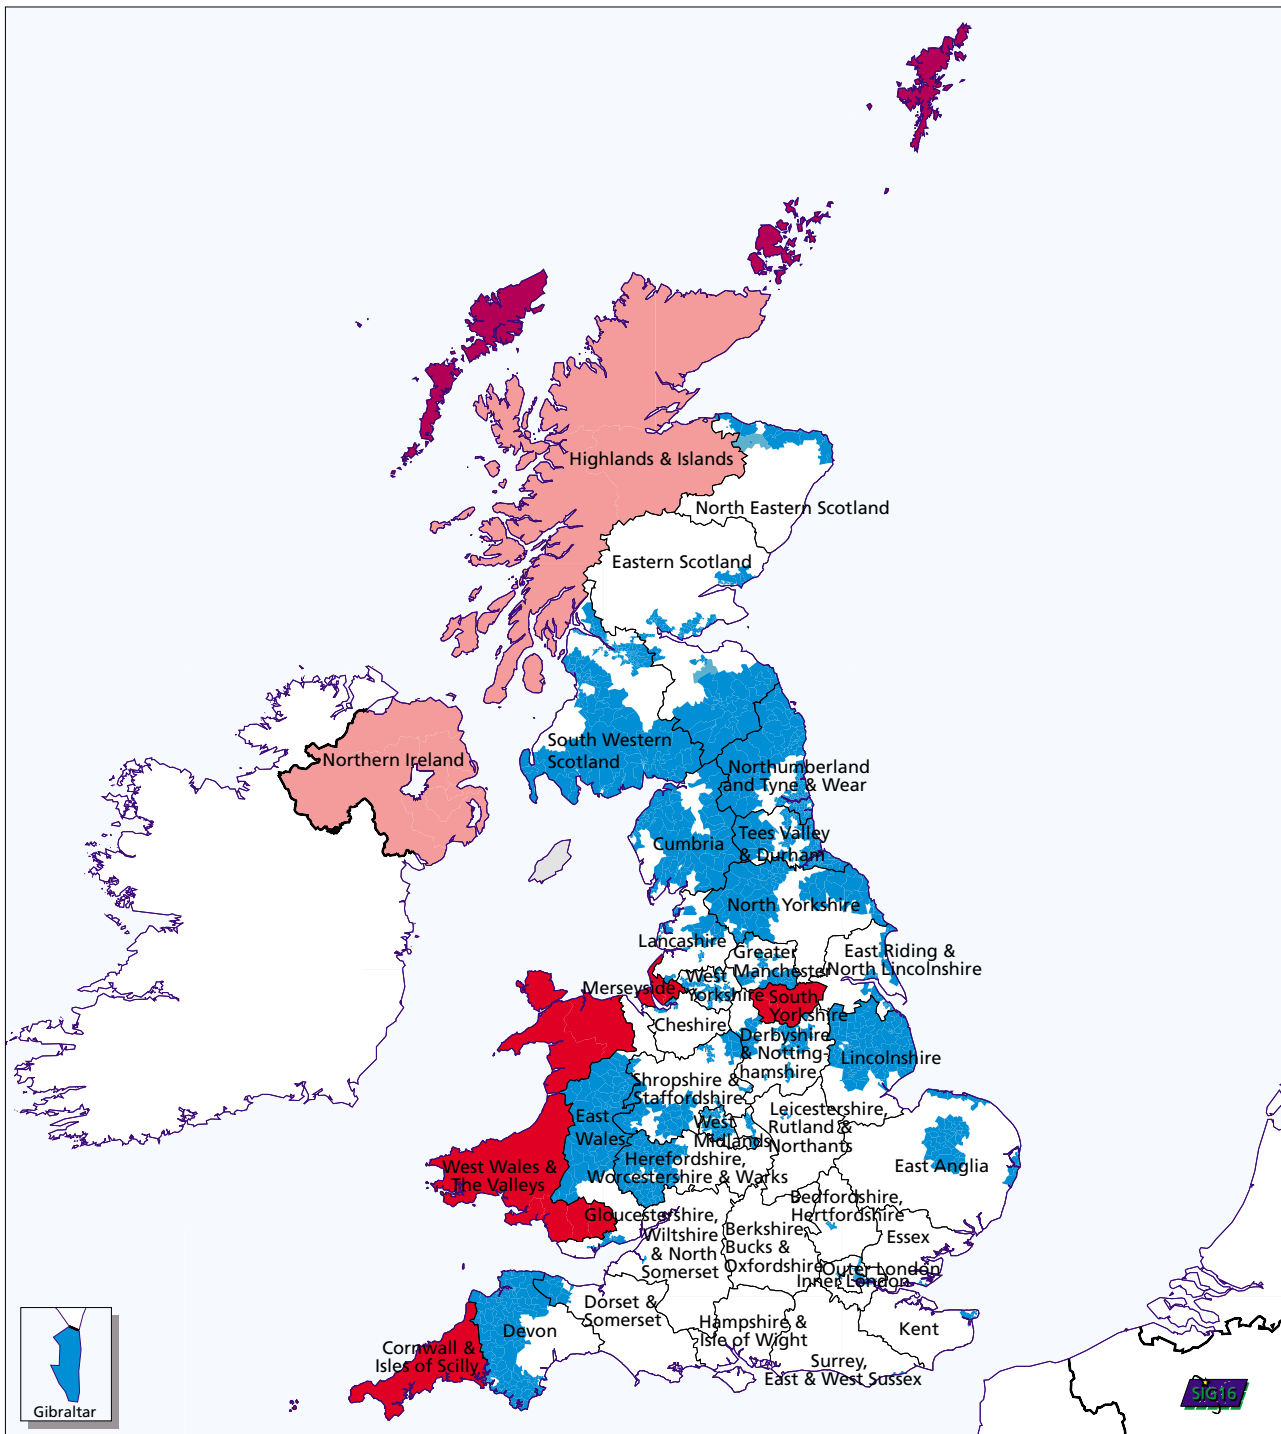 Highlands & Islands
North Eastern Scotland
Eastern Scotland
South Western
Scotland
Northern Ireland
Northumberland
and Tyne & Wear
Tees Valley
& Durham
Cumbria
North Yorkshire
Lancashire
East Riding &
North Lincolnshire
Greater
Manchester
West
Yorkshire
Merseyside
South
Yorkshire
Cheshire
Derbyshire
& Notting-
hamshire
Lincolnshire
Shropshire &
Staffordshire
East
Wales
West
Midlands
Leicestershire,
Rutland &
Northants
West Wales &
The Valleys
Herefordshire,
Worcestershire & Warks
East Anglia
Bedfordshire,
Hertfordshire
Gloucestershire,
Wiltshire
& North
Somerset
Berkshire,
Bucks &
Oxfordshire
Essex
Outer London
Inner London
Dorset &
Somerset
Devon
Hampshire &
Isle of Wight
Kent
Cornwall &
Isles of Scilly
Surrey,
East & West Sussex
Gibraltar
SIG16